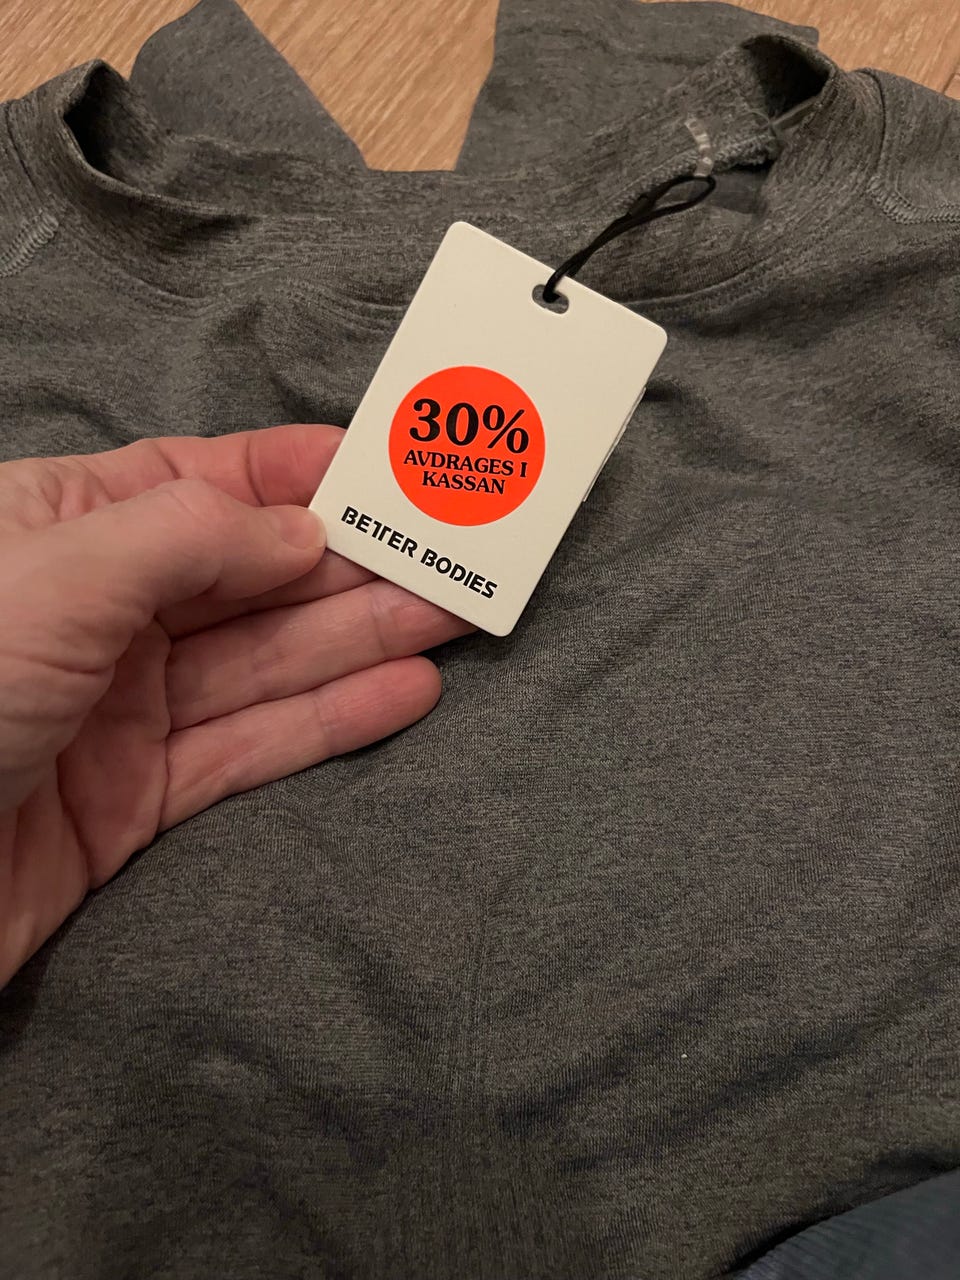 30%
AVDRAGES I
KASSAN
BETTER BODIES